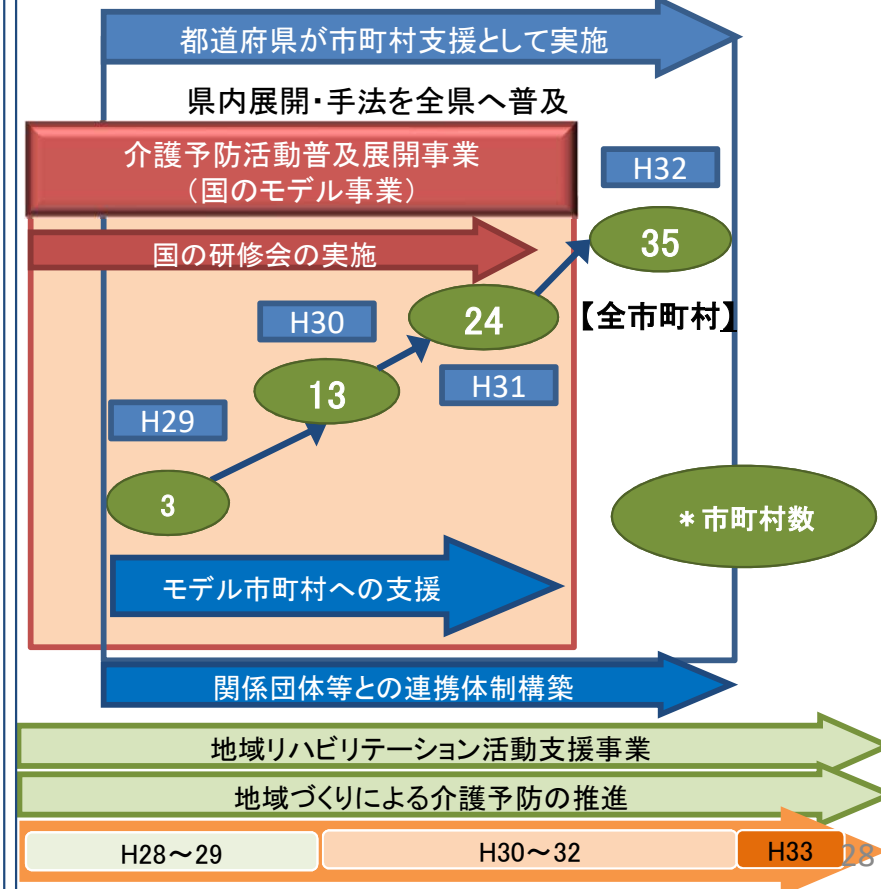 都道府県が市町村支援として実施
県内展開・手法を全県へ普及
介護予防活動普及展開事業
（国のモデル事業）
H32
国の研修会の実施
35
【全市町村】
H30
24
13
H31
H29
3
＊市町村数
モデル市町村への支援
関係団体等との連携体制構築
地域リハビリテーション活動支援事業
地域づくりによる介護予防の推進
H28～29
H30～32
H33
28